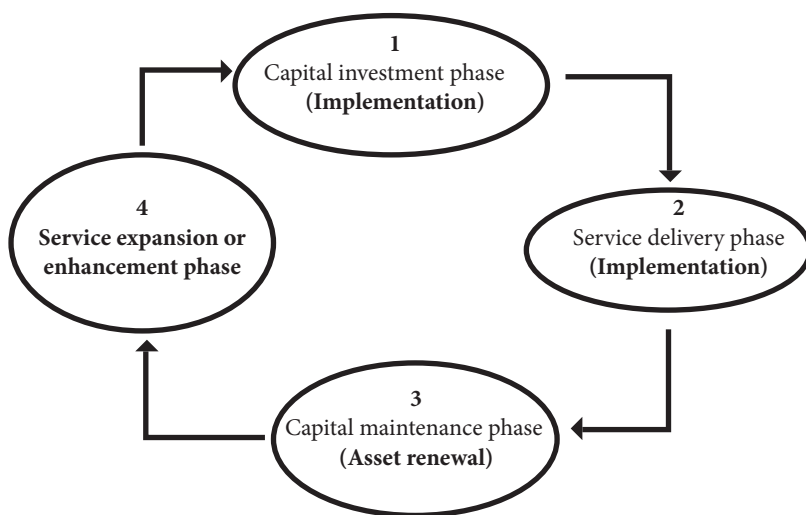 1
Capital investment phase
(Implementation)
2
Service delivery phase
(Implementation)
3
Capital maintenance phase
(Asset renewal)
4
Service expansion or
enhancement phase